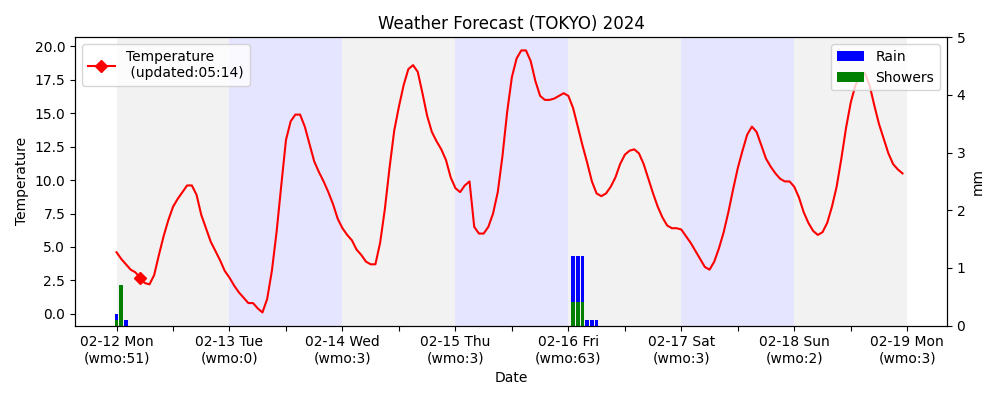 Weather Forecast (TOKYO) 2024
Temperature
(updated:05:14)
Rain
Showers
20.0
17.5
15.0
12.5
10.0
7.5
5.0
2.5
0.0
Temperature
5
4
3
2
1
0
mm
02-12 Mon
(wmo:51)
02-13 Tue
(wmo:0)
02-14 Wed
(wmo:3)
02-15 Thu
(wmo:3)
02-16 Fri
(wmo:63)
02-17 Sat
(wmo:3)
02-18 Sun
(wmo:2)
02-19 Mon
(wmo:3)
Date